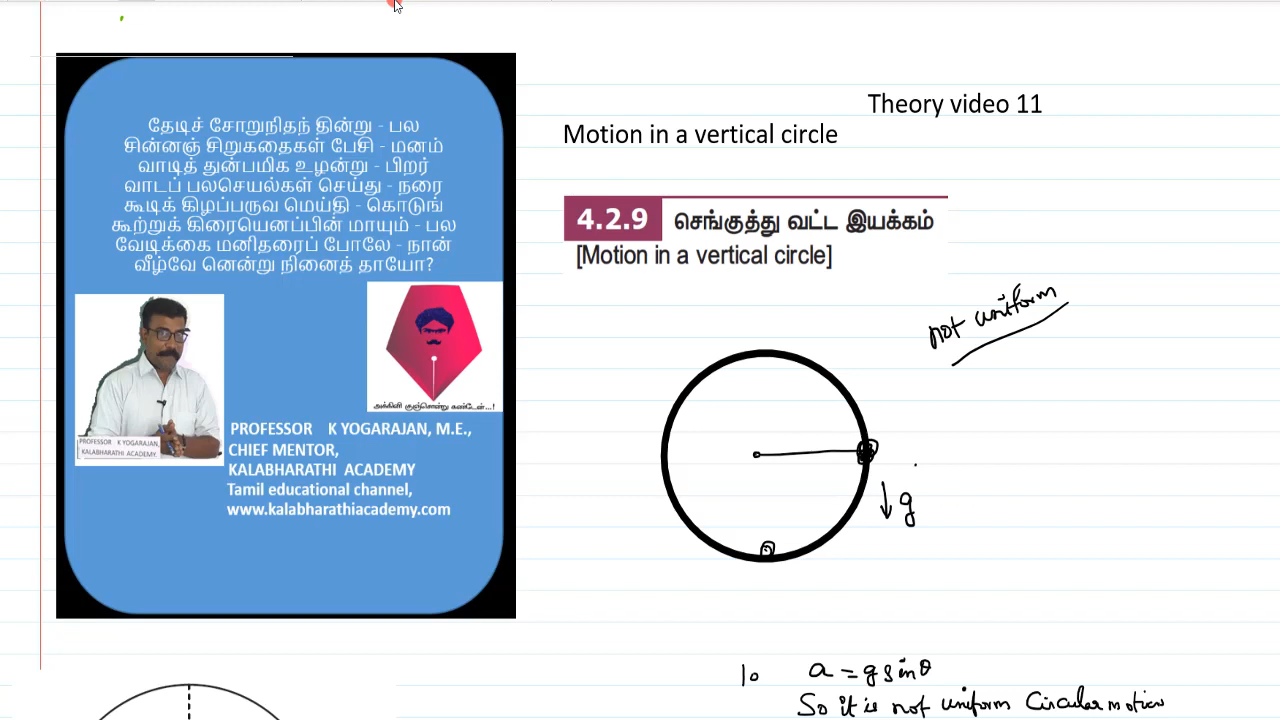 தேடிச் சோறுநிதந் தின்று - பல
சின்னஞ் சிறுகதைகள் பேசி - மனம்
வாடித் துன்பமிக உழன்று - பிறர்
வாடப் பலசெயல்கள் செய்து - நரை
கூடிக் கிழப்பருவ மெய்தி - கொடுங்
கூற்றுக் கிரையெனப்பின் மாயும் - பல
வேடிக்கை மனிதரைப் போலே - நான்
வீழ்வே னென்று நினைத் தாயோ?
PROFESSOR K YOGARAJAN,
KALABHARATHI ACADEMY.
அக்கினி குஞ்சொன்று கண்டேன்...!
PROFESSOR K YOGARAJAN, M.E.,
CHIEF MENTOR,
KALABHARATHI ACADEMY
Tamil educational channel,
www.kalabharathiacademy.com
Theory video 11
Motion in a vertical circle
4.2.9 செங்குத்து வட்ட இயக்கம்
[Motion in a vertical circle]
not uniform
g
10 a = g sinθ
So it is not uniform Circular motion